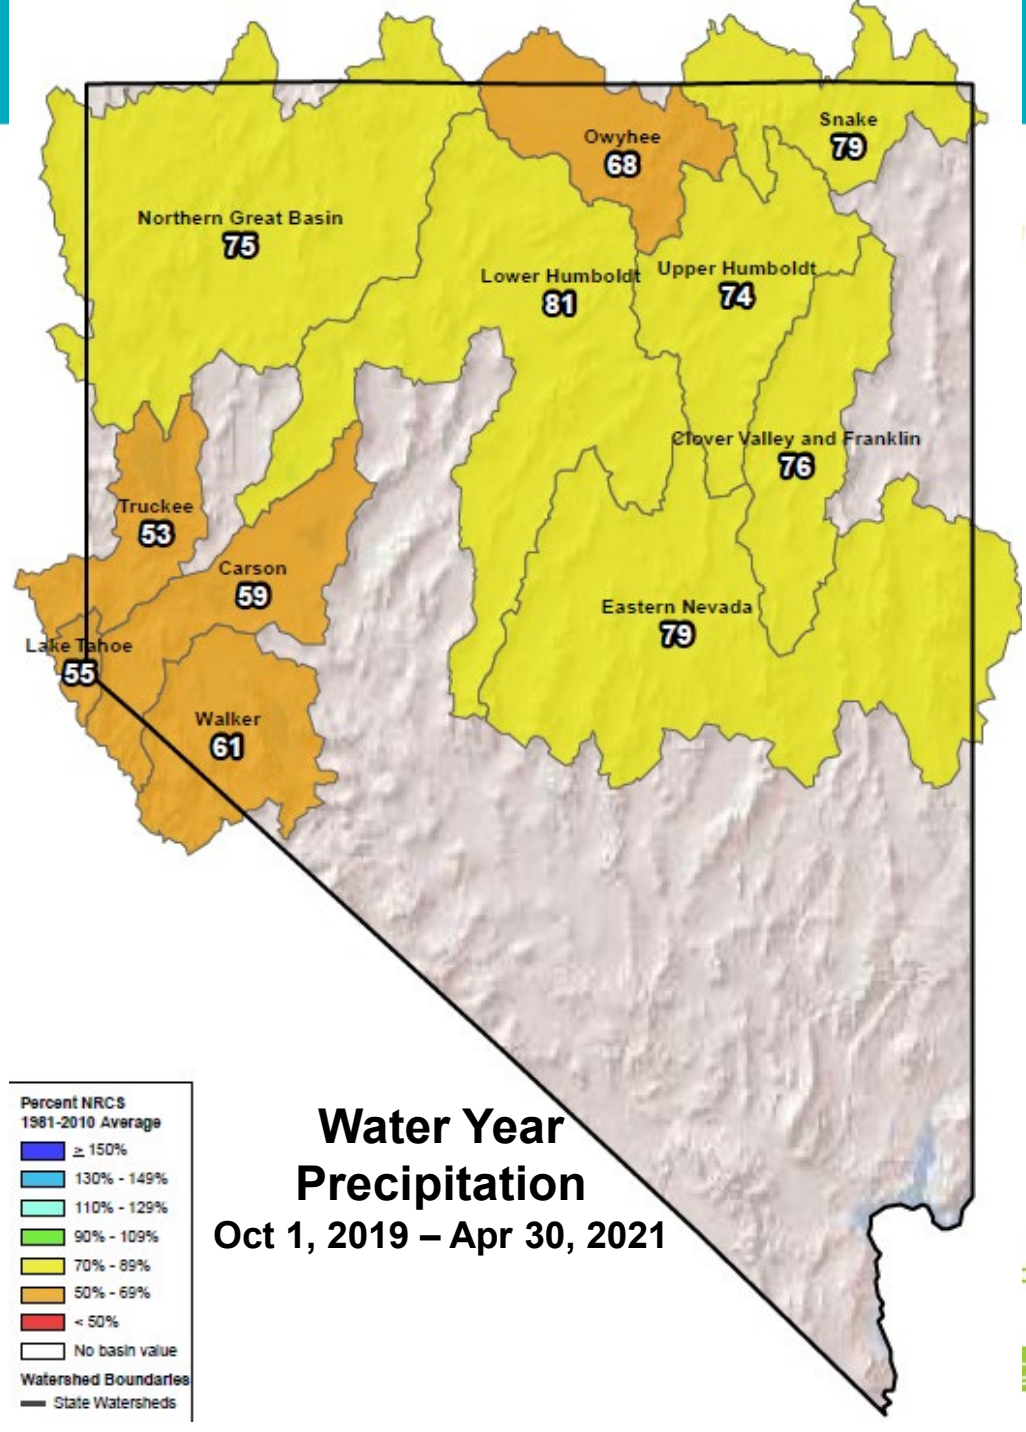 Snake
79
Owyhee
68
Northern Great Basin
75
Lower Humboldt
81
Upper Humboldt
74
Clover Valley and Franklin
76
Truckee
53
Carson
59
Eastern Nevada
79
Lake Tahoe
55
Walker
61
Percent NRCS
1981-2010 Average
≥ 150%
130% - 149%
110% - 129%
90% - 109%
70% - 89%
50% - 69%
< 50%
No basin value
Watershed Boundaries
State Watersheds
Water Year
Precipitation
Oct 1, 2019 – Apr 30, 2021